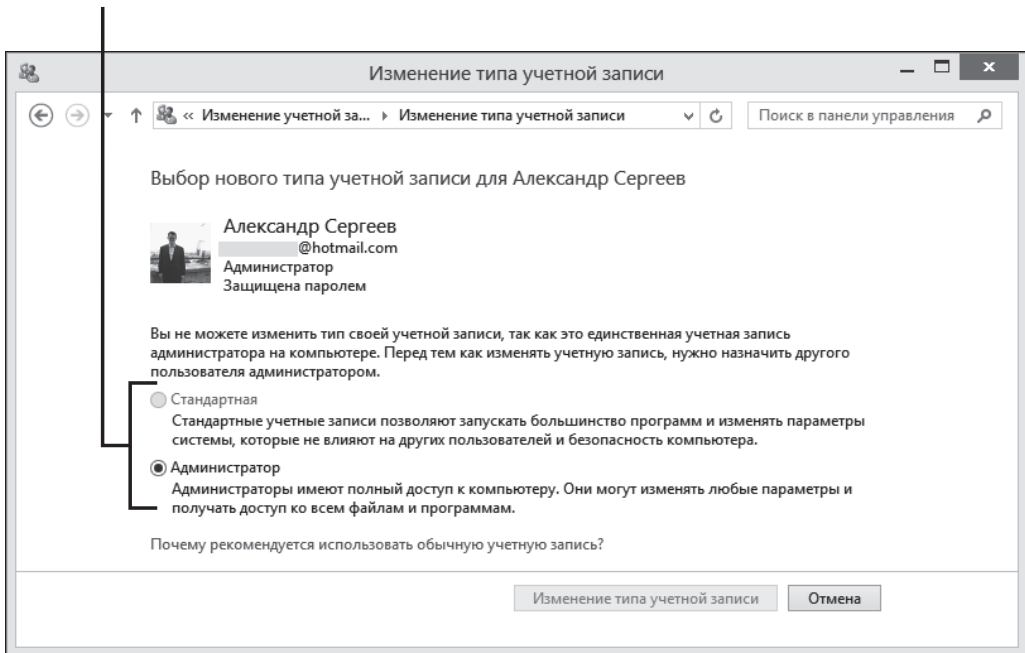 Изменение типа учетной записи
« Изменение учетной за... Изменение типа учетной записи
Поиск в панели управления
Выбор нового типа учетной записи для Александр Сергеев
Александр Сергеев
@hotmail.com
Администратор
Защищена паролем
Вы не можете изменить тип своей учетной записи, так как это единственная учетная запись
администратора на компьютере. Перед тем как изменять учетную запись, нужно назначить другого
пользователя администратором.
Стандартная
Стандартные учетные записи позволяют запускать большинство программ и изменять параметры
системы, которые не влияют на других пользователей и безопасность компьютера.
Администратор
Администраторы имеют полный доступ к компьютеру. Они могут изменять любые параметры и
получать доступ ко всем файлам и программам.
Почему рекомендуется использовать обычную учетную запись?
Изменение типа учетной записи
Отмена